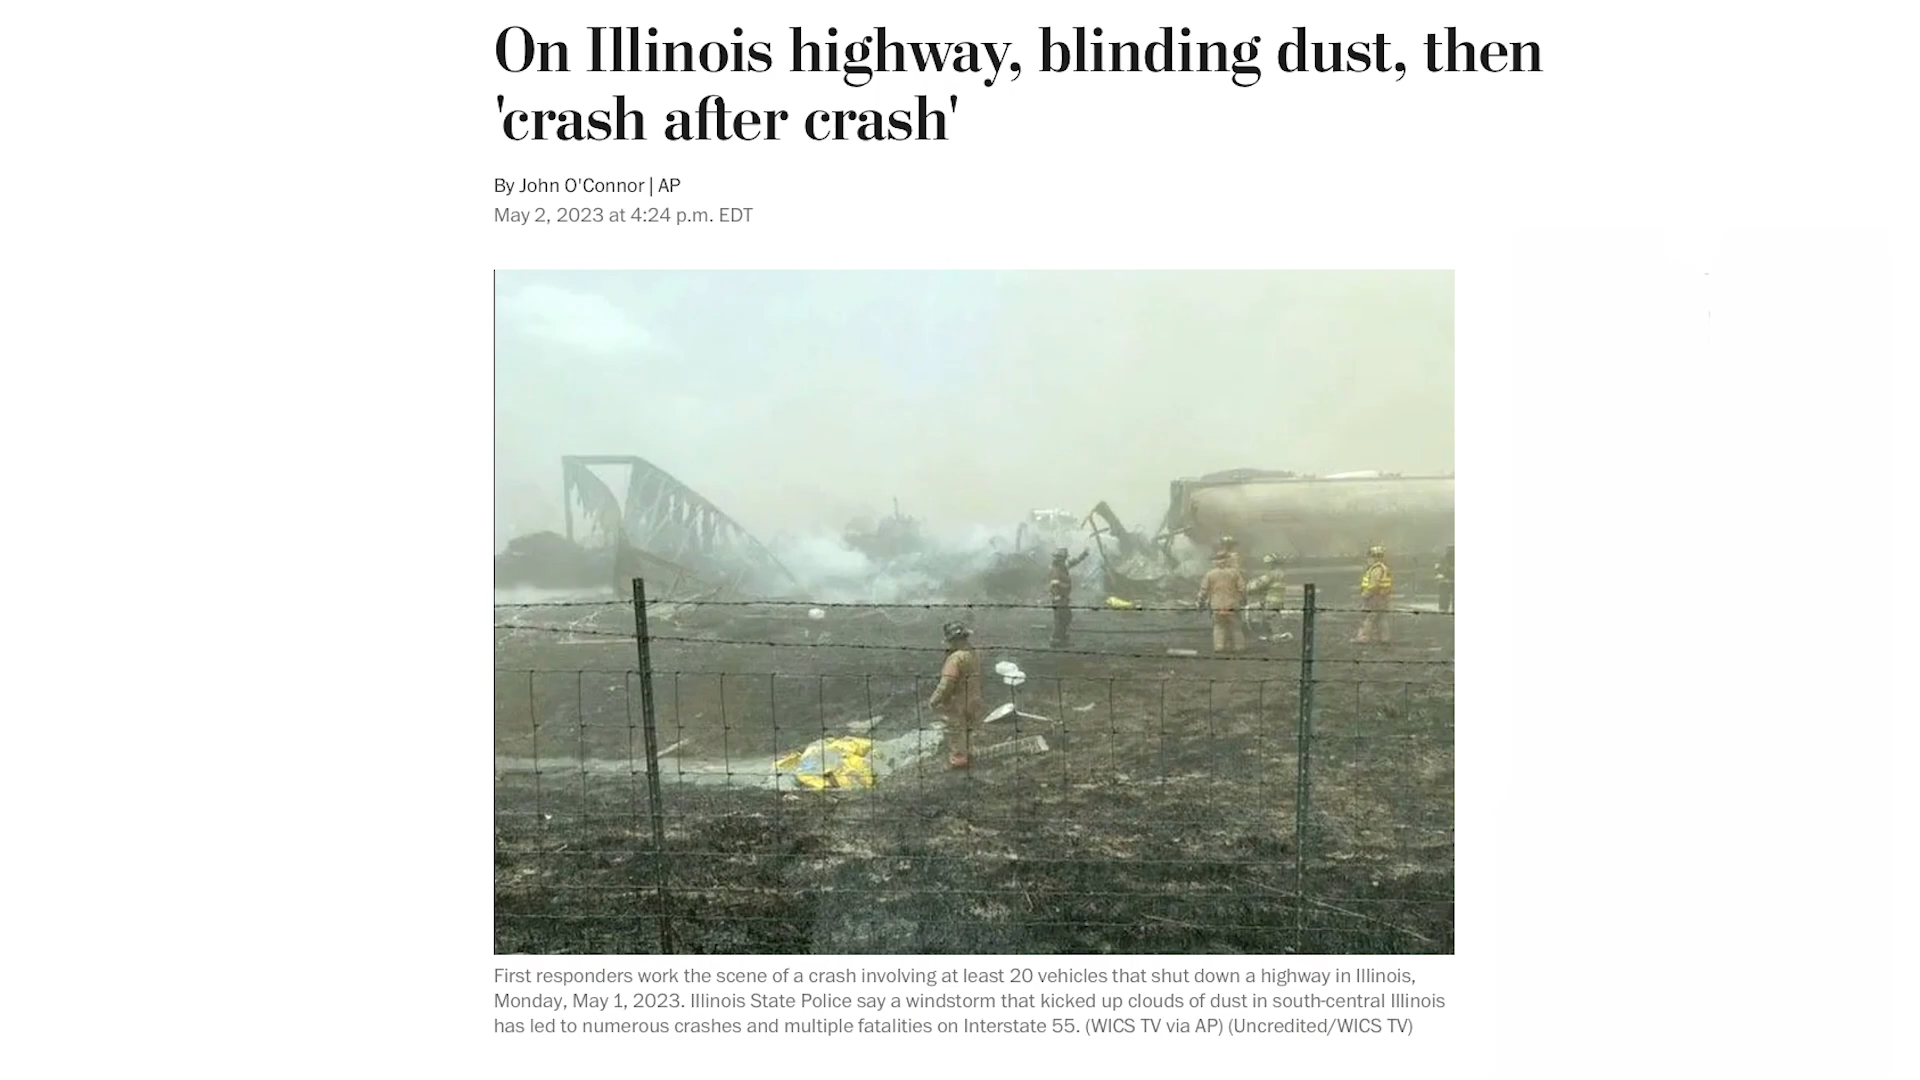 On Illinois highway, blinding dust, then
'crash after crash'
By John O'Connor | AP
May 2, 2023 at 4:24 p.m. EDT
First responders work the scene of a crash involving at least 20 vehicles that shut down a highway in Illinois,
Monday, May 1, 2023. Illinois State Police say a windstorm that kicked up clouds of dust in south-central Illinois
has led to numerous crashes and multiple fatalities on Interstate 55. (WICS TV via AP) (Uncredited/WICS TV)